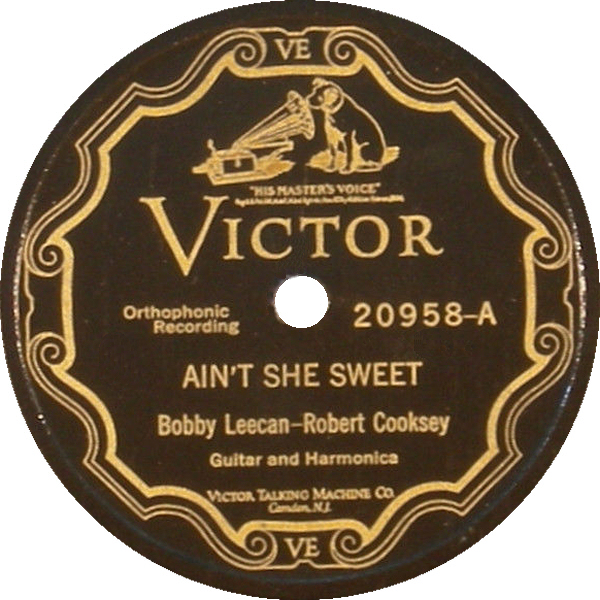 VE
"HIS MASTER'S VOICE"
VICTOR
Orthophonic
Recording
20958-A
AIN'T SHE SWEET
Bobby Leecan-Robert Cooksey
Guitar and Harmonica
VICTOR TALKING MACHINE CO.
Camden, N.J.
VE